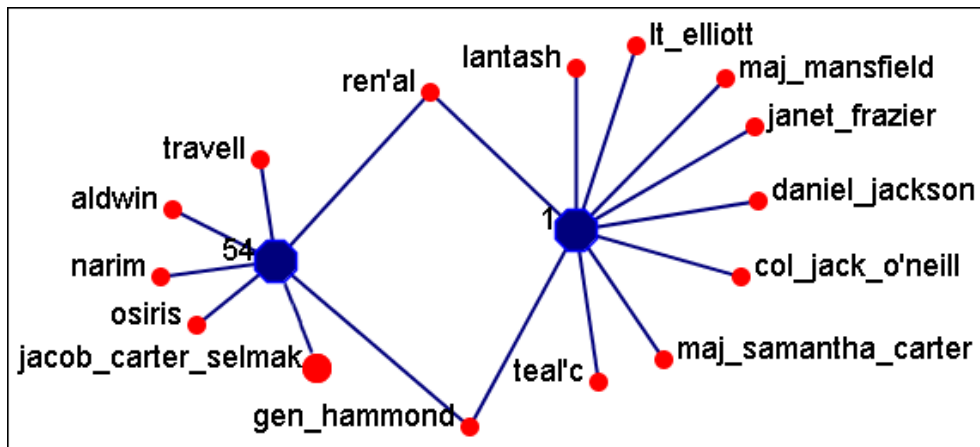 lt_elliott
lantash
maj_mansfield
ren'al
janet_frazier
travell
daniel_jackson
aldwin
1
54
narim
col_jack_o'neill
osiris
jacob_carter_selmak
maj_samantha_carter
teal'c
gen_hammond